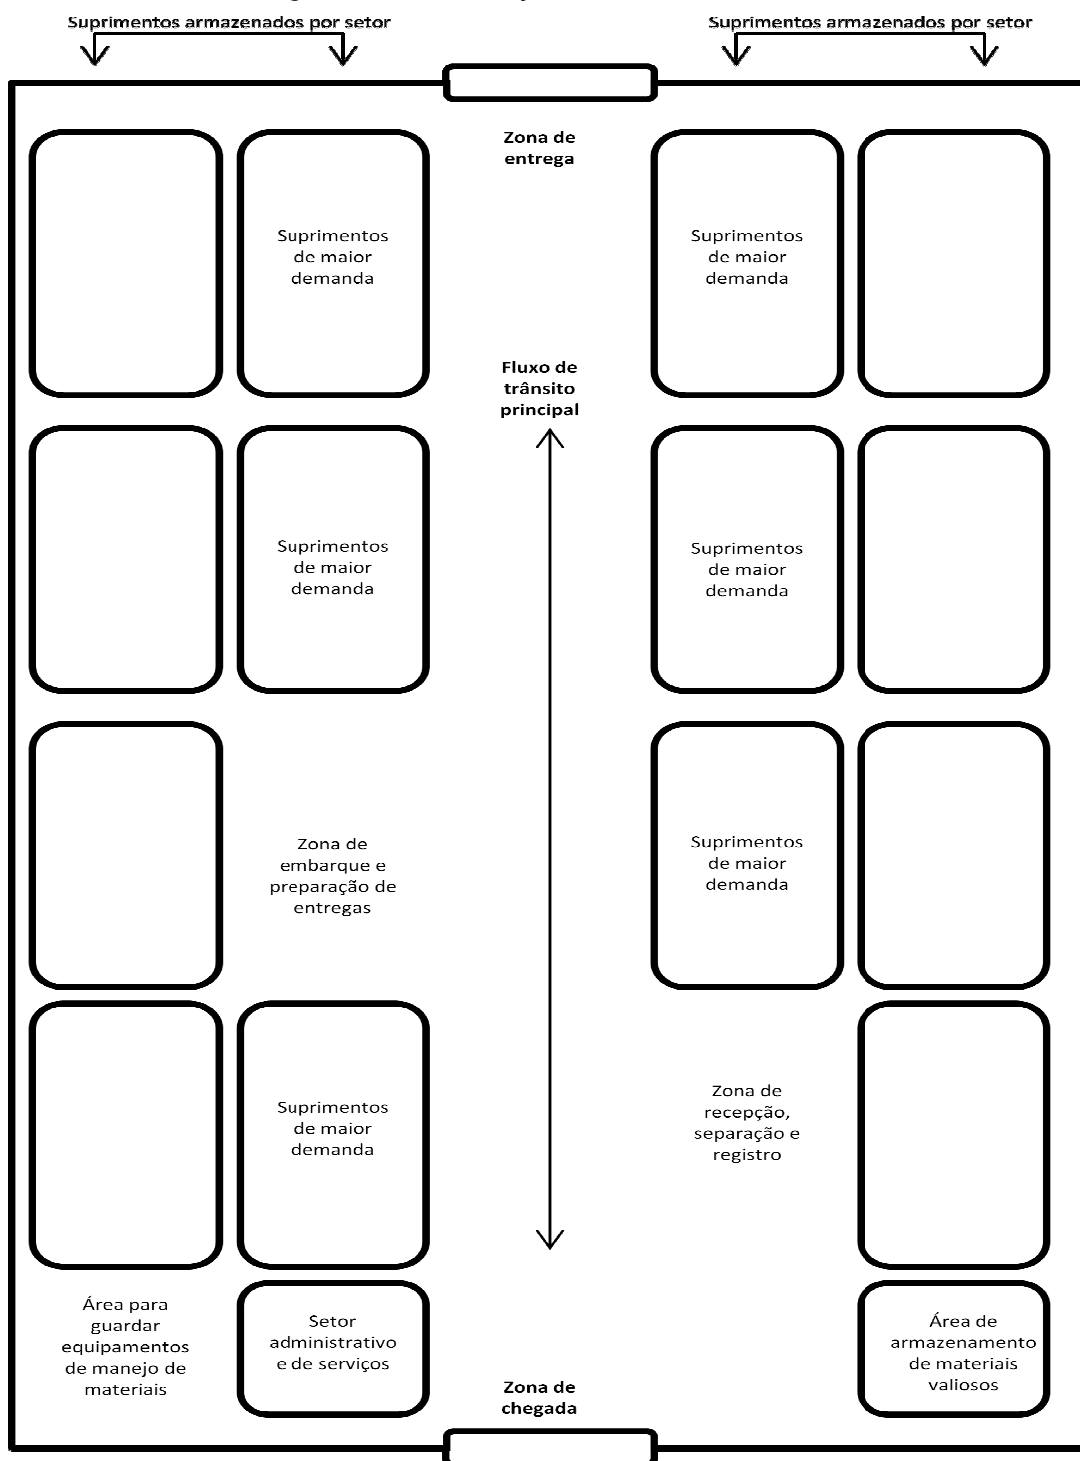 Suprimentos armazenados por setor
Suprimentos armazenados por setor
Zona de
entrega
Suprimentos
de maior
demanda
Suprimentos
de maior
demanda
Fluxo de
trânsito
principal
Suprimentos
de maior
demanda
Suprimentos
de maior
demanda
Zona de
embarque e
preparação de
entregas
Suprimentos
de maior
demanda
Suprimentos
de maior
demanda
Zona de
recepção,
separação e
registro
Área para
guardar
equipamentos
de manejo de
materiais
Setor
administrativo
e de serviços
Zona de
chegada
Área de
armazenamento
de materiais
valiosos